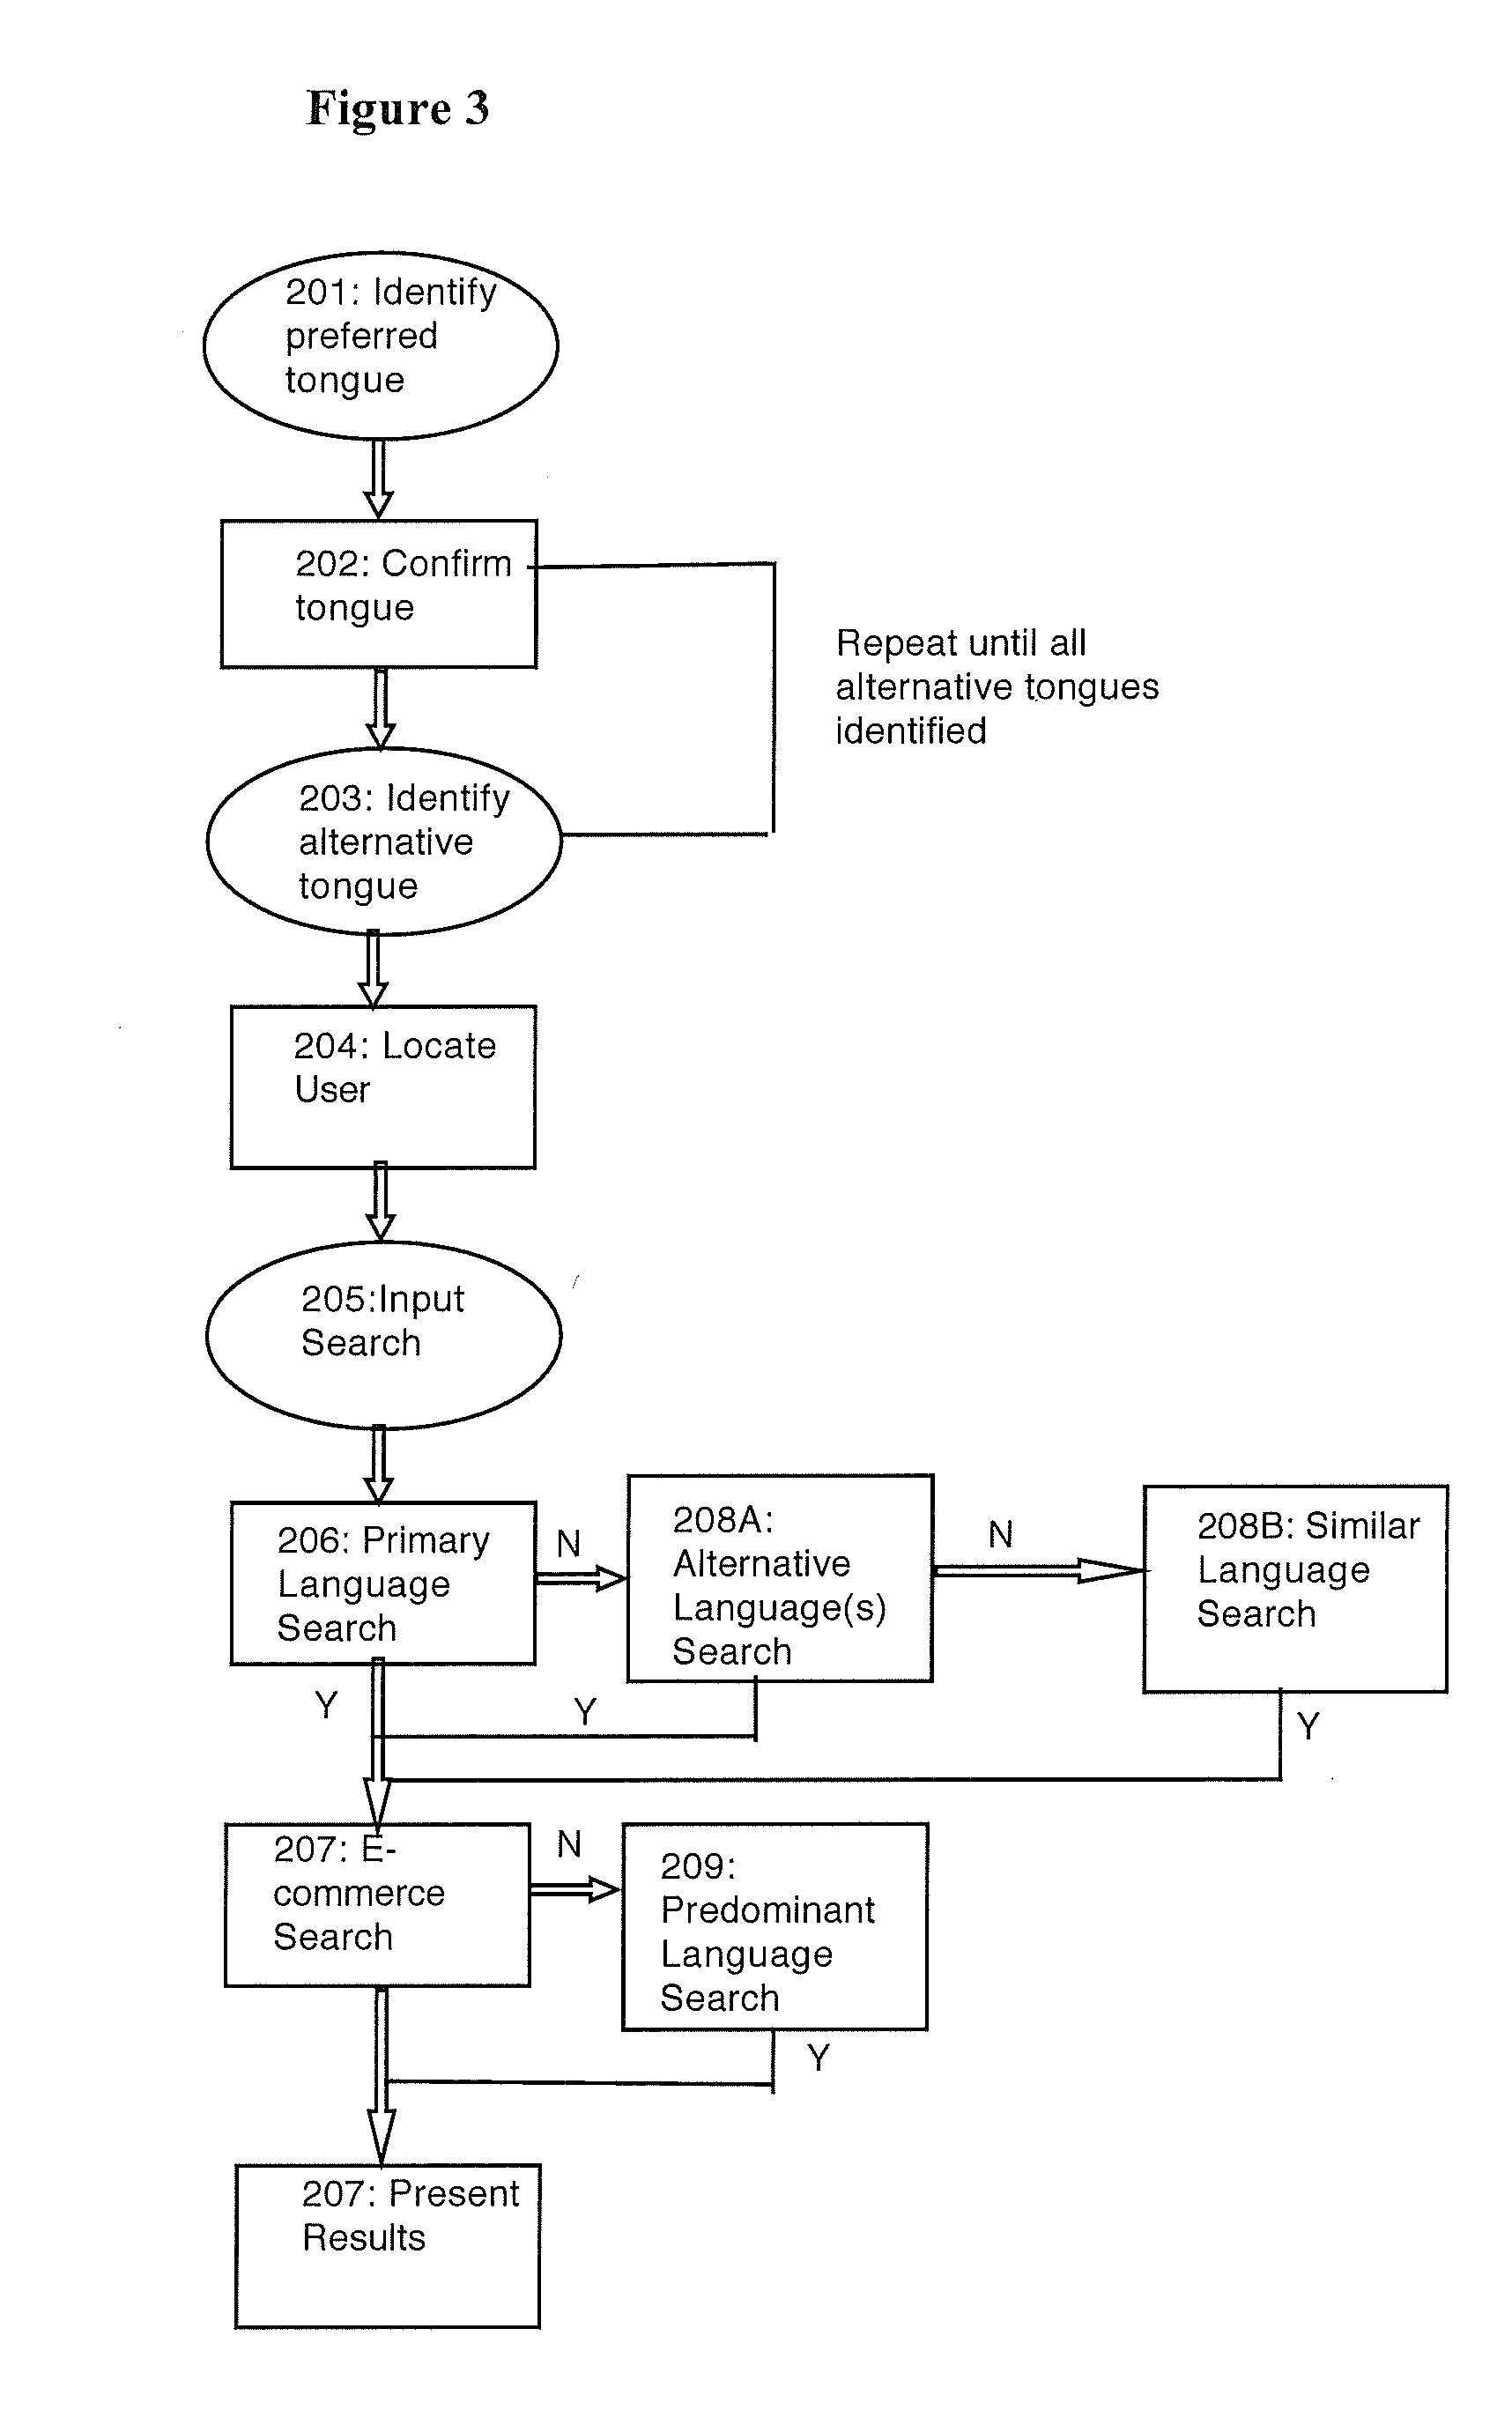 Figure 3
201: Identify
preferred
tongue
202: Confirm
tongue
Repeat until all
alternative tongues
identified
203: Identify
alternative
tongue
204: Locate
User
205:Input
Search
206: Primary
Language
Search
N
208A:
Alternative
Language(s)
Search
N
208B: Similar
Language
Search
Y
Y
Y
207: E-
commerce
Search
N
209:
Predominant
Language
Search
Y
207: Present
Results